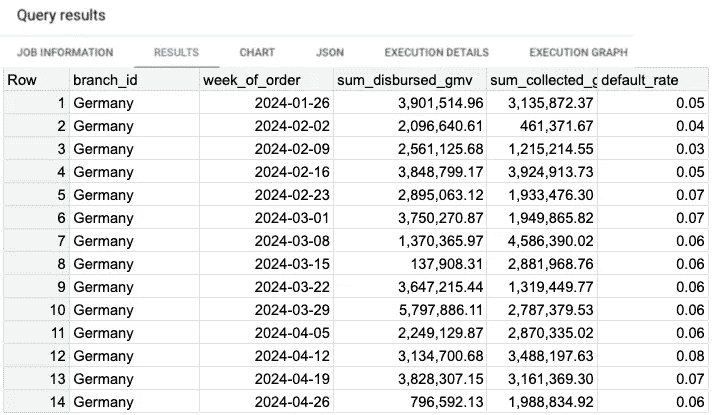 Query results
JOB INFORMATION RESULTS CHART JSON EXECUTION DETAILS EXECUTION GRAPH
Row branch_id week_of_order sum_disbursed_gmv sum_collected_g default_rate
1 Germany 2024-01-26 3,901,514.96 3,135,872.37 0.05
2 Germany 2024-02-02 2,096,640.61 461,371.67 0.04
3 Germany 2024-02-09 2,561,125.68 1,215,214.55 0.03
4 Germany 2024-02-16 3,848,799.17 3,924,913.73 0.05
5 Germany 2024-02-23 2,895,063.12 1,933,476.30 0.07
6 Germany 2024-03-01 3,750,270.87 1,949,865.82 0.07
7 Germany 2024-03-08 1,370,365.97 4,586,390.02 0.06
8 Germany 2024-03-15 137,908.31 2,881,968.76 0.06
9 Germany 2024-03-22 3,647,215.44 1,319,449.77 0.06
10 Germany 2024-03-29 5,797,886.11 2,787,379.53 0.06
11 Germany 2024-04-05 2,249,129.87 2,870,335.02 0.06
12 Germany 2024-04-12 3,134,700.68 3,488,197.63 0.08
13 Germany 2024-04-19 3,828,307.15 3,161,369.30 0.07
14 Germany 2024-04-26 796,592.13 1,988,834.92 0.06